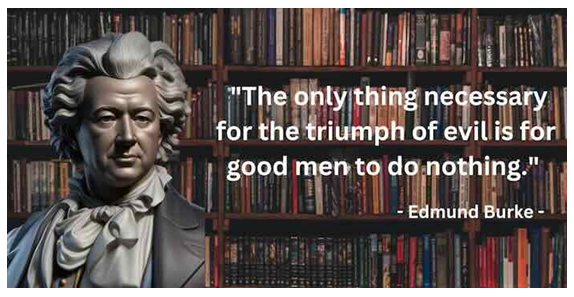 "The only thing necessary
for the triumph of evil is for
good men to do nothing."
- Edmund Burke -